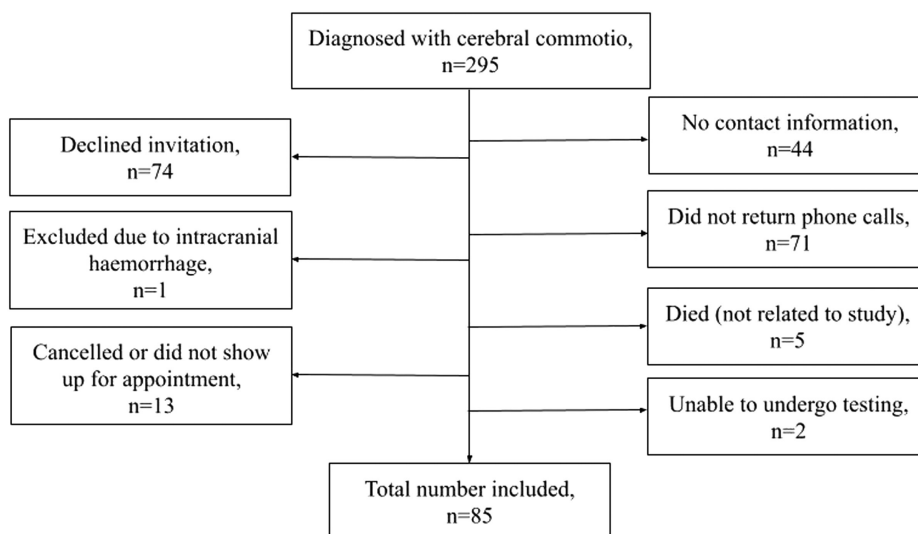 Diagnosed with cerebral commotio,
n=295
No contact information,
n=44
Declined invitation,
n=74
Did not return phone calls,
n=71
Excluded due to intracranial
haemorrhage,
n=1
Died (not related to study),
n=5
Cancelled or did not show
up for appointment,
n=13
Unable to undergo testing,
n=2
Total number included,
n=85